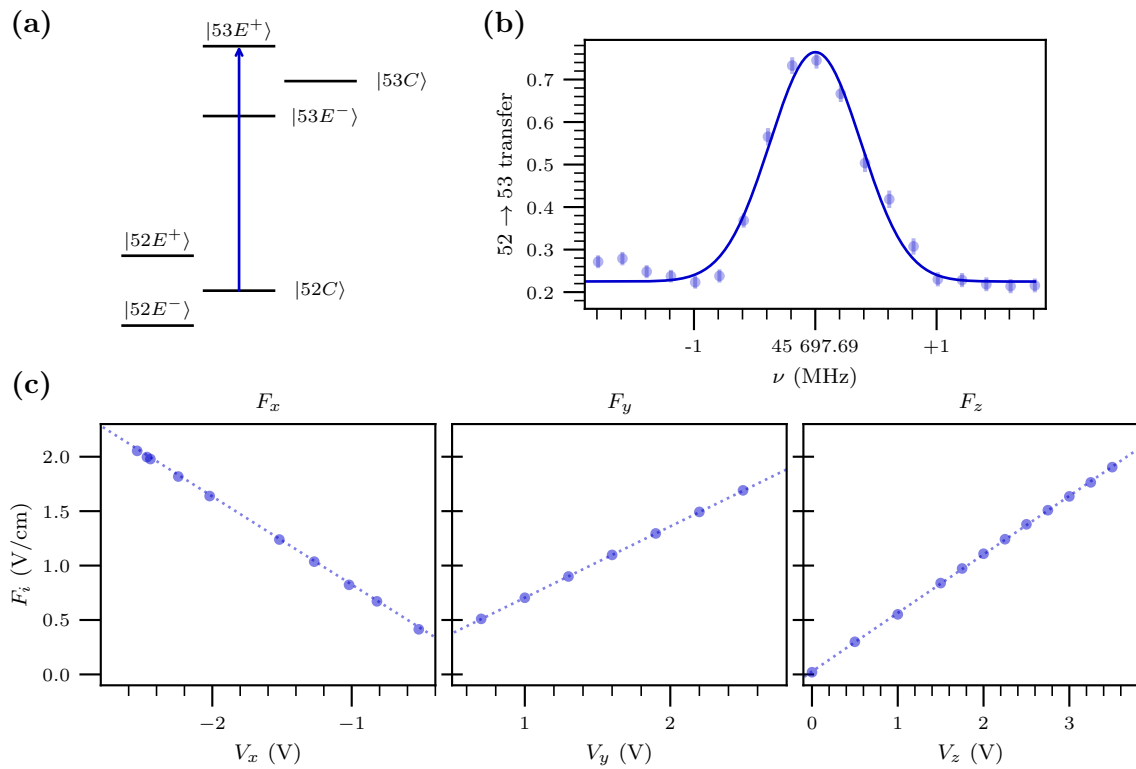 (a)
|53E⁺⟩
|53C⟩
|53E⁻⟩
|52E⁺⟩
|52C⟩
|52E⁻⟩
(b)
52 → 53 transfer
0.7
0.6
0.5
0.4
0.3
0.2
-1
45 697.69
+1
ν (MHz)
(c)
F_x
F_y
F_z
F_i (V/cm)
2.0
1.5
1.0
0.5
0.0
−2
−1
1
2
0
1
2
3
V_x (V)
V_y (V)
V_z (V)